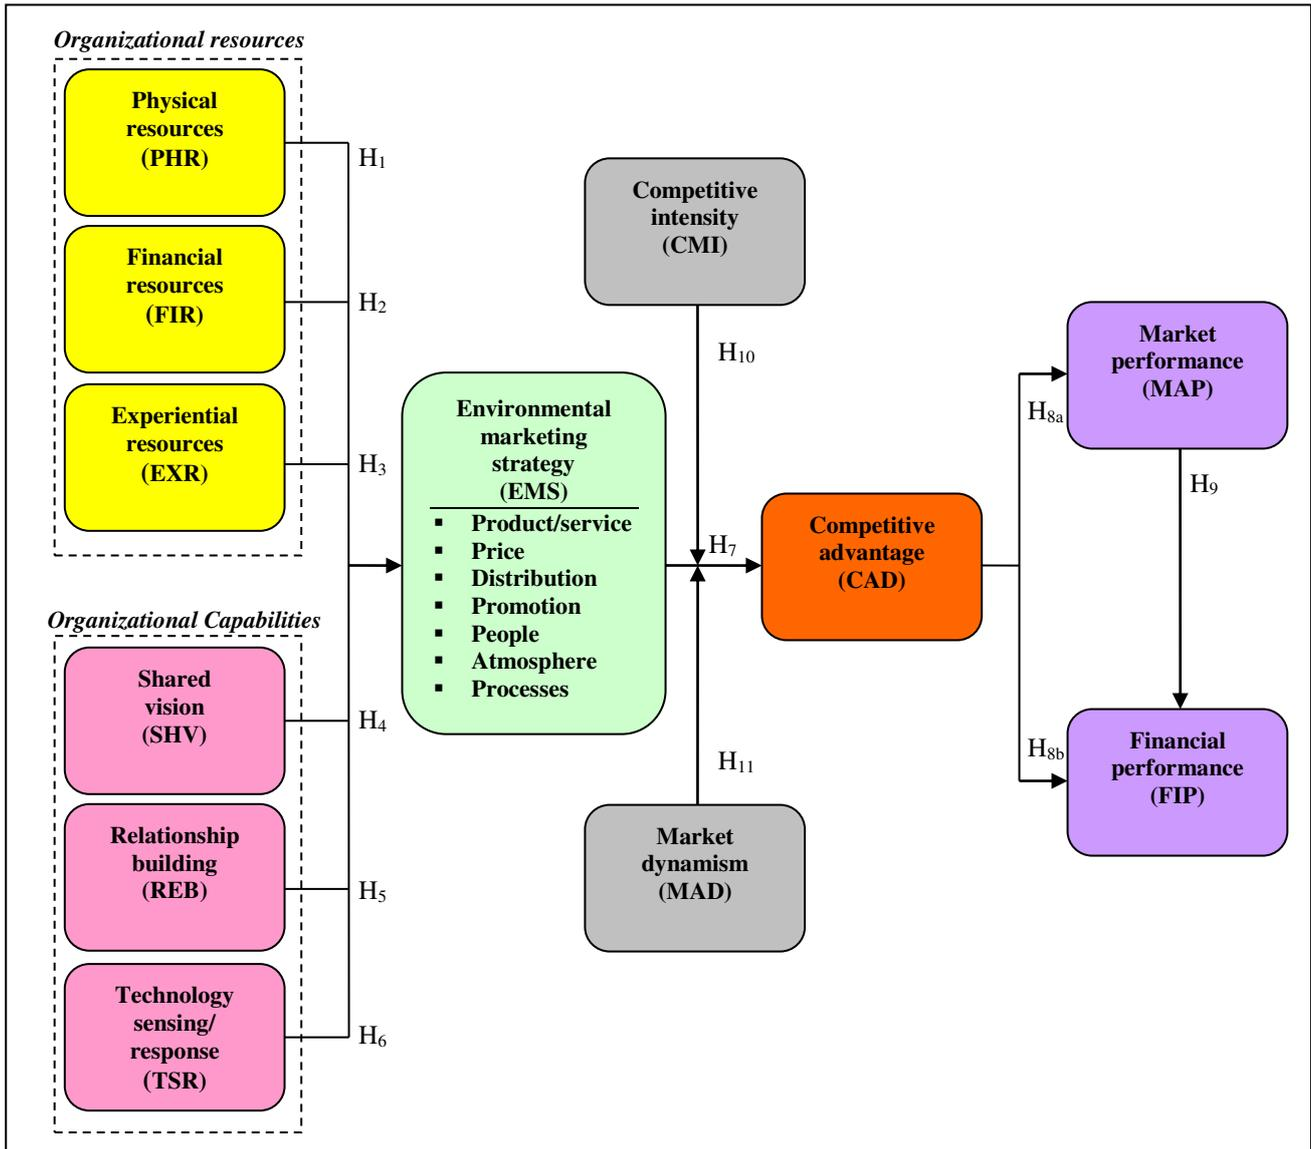 Organizational resources
Physical
resources
(PHR)
H1
Financial
resources
(FIR)
H2
Experiential
resources
(EXR)
H3
Organizational Capabilities
Shared
vision
(SHV)
H4
Relationship
building
(REB)
H5
Technology
sensing/
response
(TSR)
H6
Environmental
marketing
strategy
(EMS)
▪ Product/service
▪ Price
▪ Distribution
▪ Promotion
▪ People
▪ Atmosphere
▪ Processes
Competitive
intensity
(CMI)
H10
H7
H11
Market
dynamism
(MAD)
Competitive
advantage
(CAD)
H8a
H8b
Market
performance
(MAP)
H9
Financial
performance
(FIP)